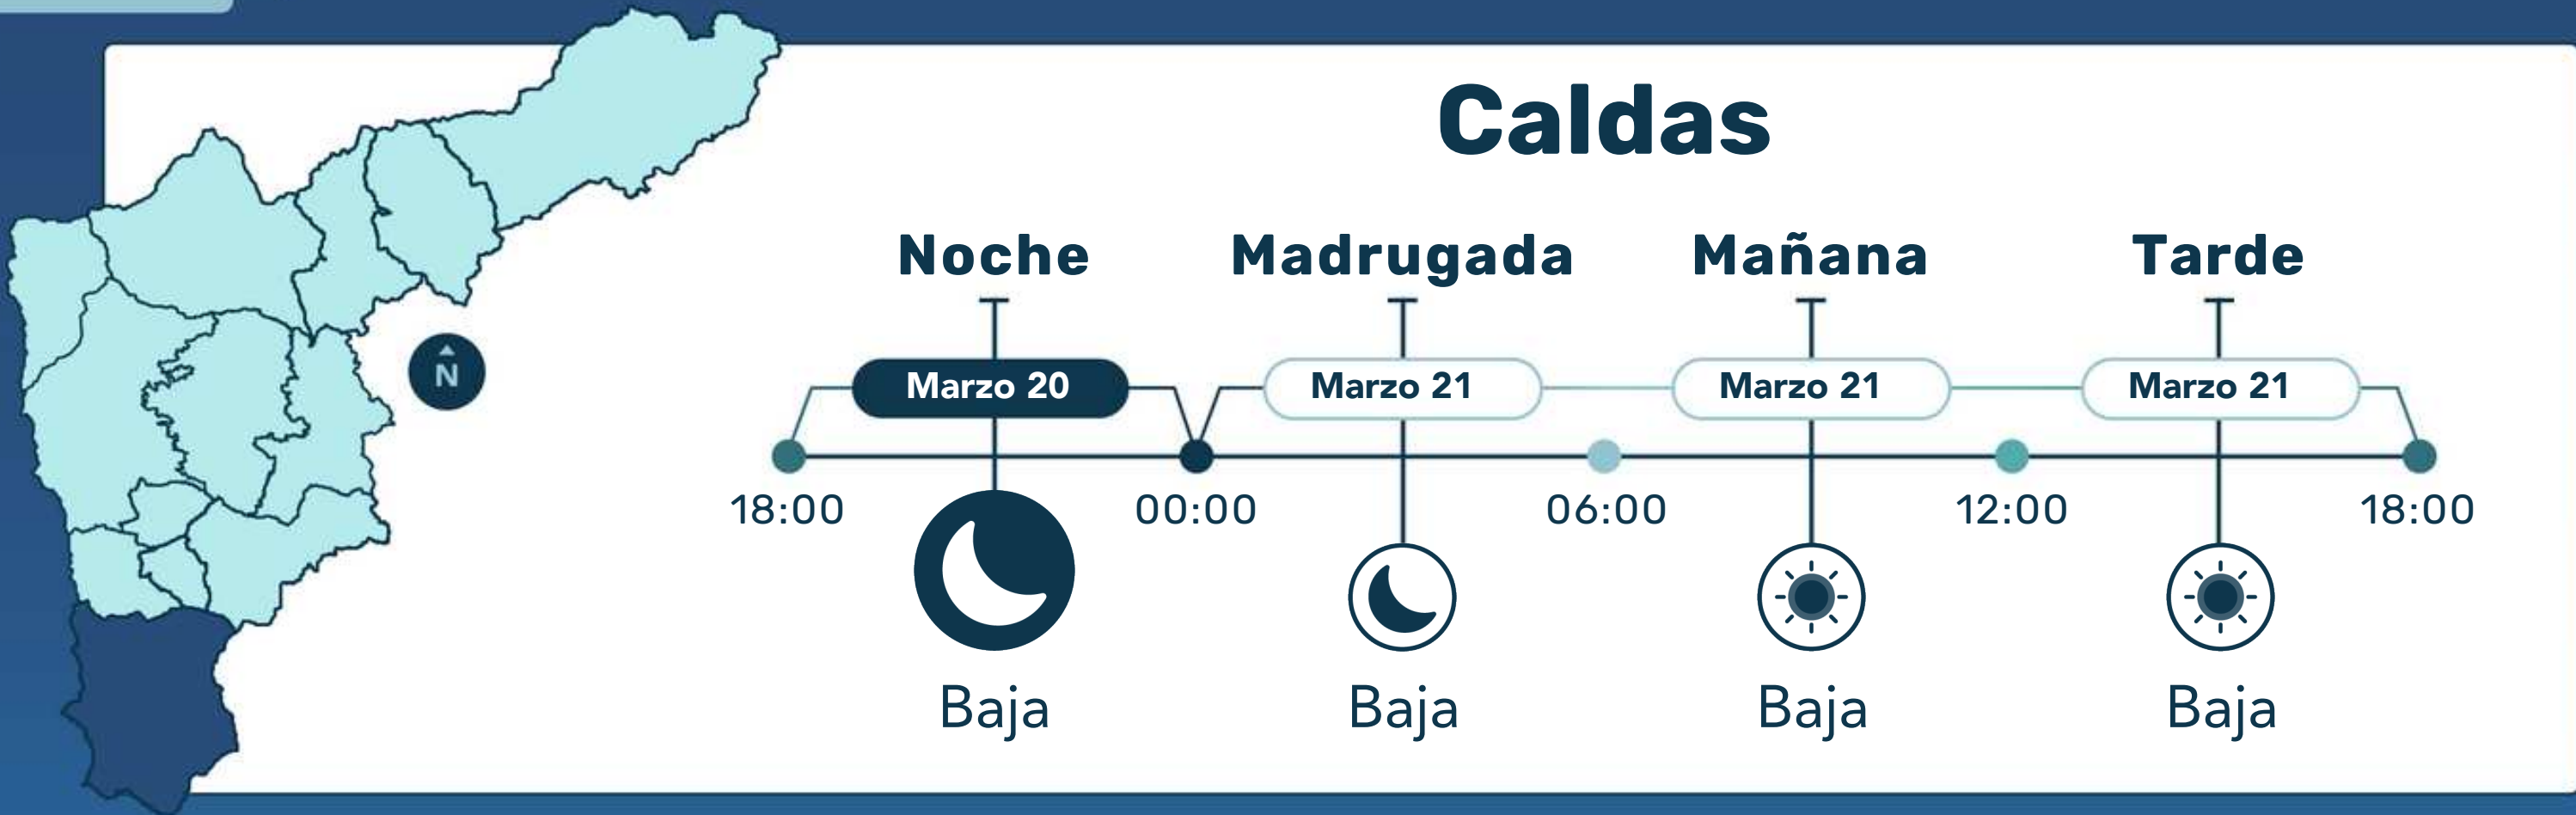 Caldas
Noche Madrugada Mañana Tarde
N
Marzo 20 Marzo 21 Marzo 21 Marzo 21
18:00 00:00 06:00 12:00 18:00
Baja Baja Baja Baja